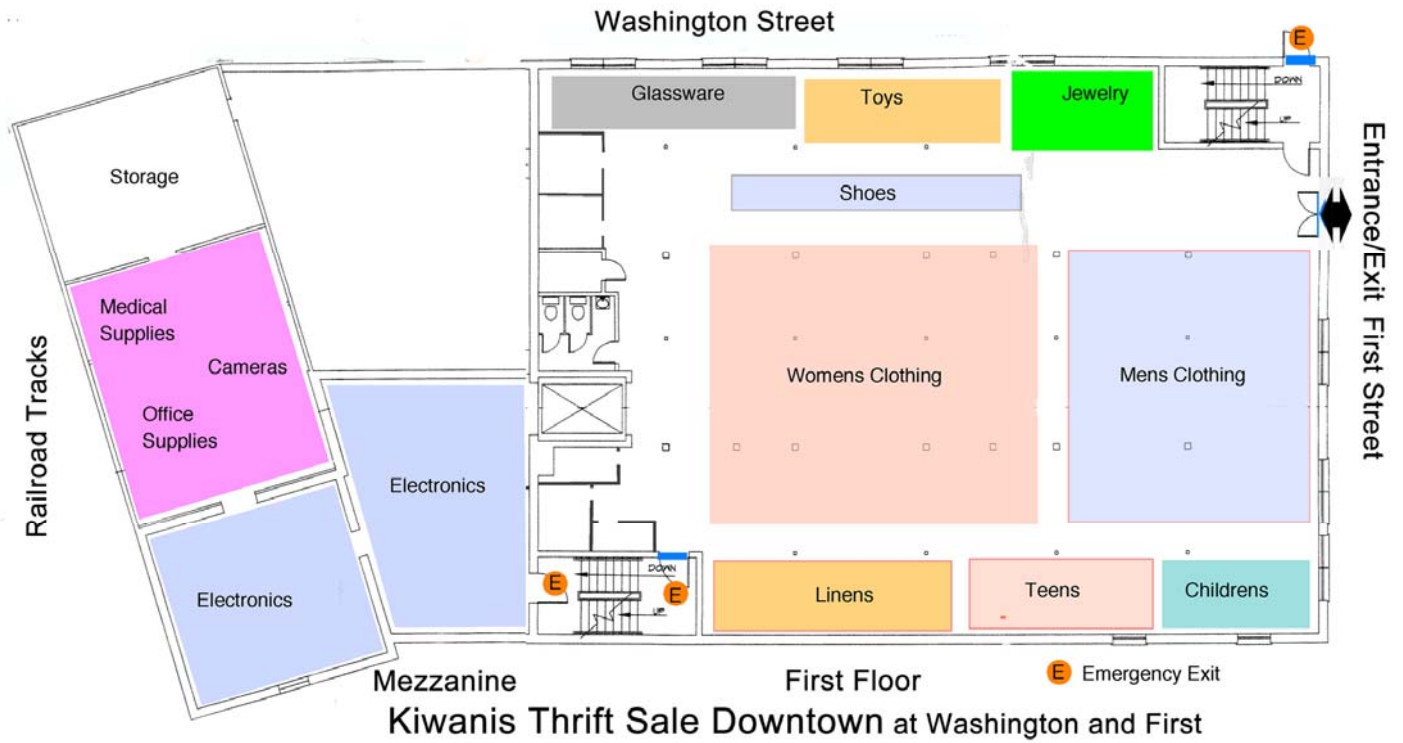 Washington Street
E
Glassware
Toys
Jewelry
DOWN
UP
Storage
Shoes
Entrance/Exit First Street
Medical
Supplies
Cameras
Office
Supplies
Womens Clothing
Mens Clothing
Railroad Tracks
Electronics
Electronics
E
DOWN
E
UP
Linens
Teens
Childrens
Mezzanine
First Floor
E Emergency Exit
Kiwanis Thrift Sale Downtown at Washington and First